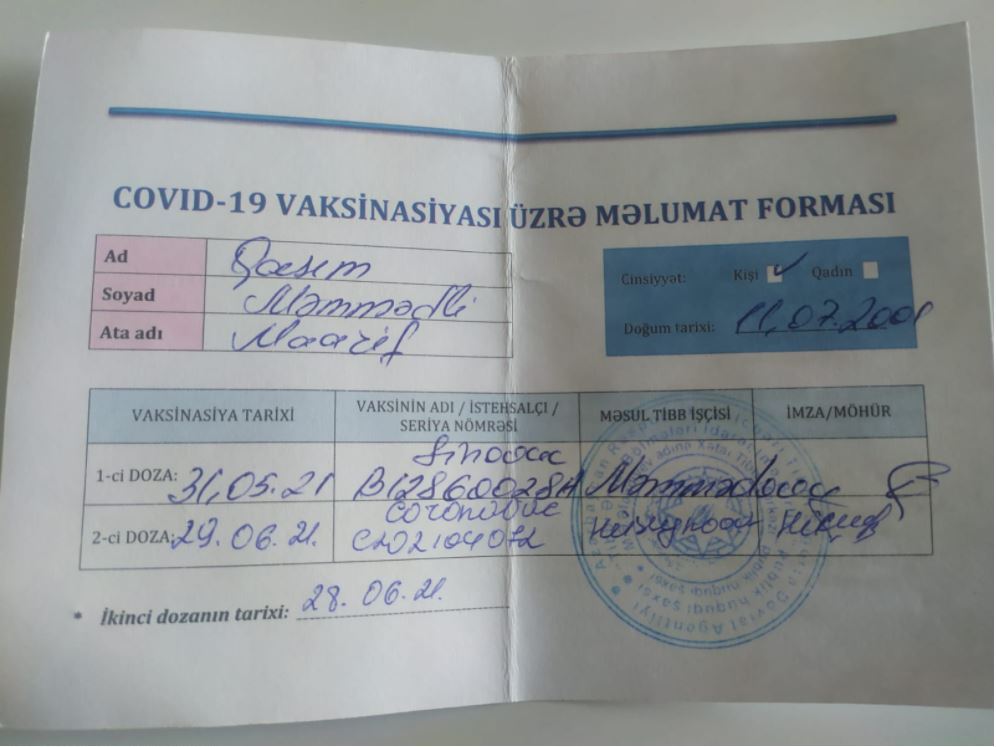 COVID-19 VAKSİNASİYASI ÜZRƏ MƏLUMAT FORMASI
Ad Qasım
Soyad Məmmədli
Ata adı Maarif
Cinsiyyət: Kişi Qadın
Doğum tarixi: 11.07.2001
VAKSİNASİYA TARİXİ
VAKSİNİN ADI / İSTEHSALÇI / SERİYA NÖMRƏSİ
MƏSUL TİBB İŞÇİSİ
İMZA/MÖHÜR
1-ci DOZA: 31.05.21 Sinovac Məmmədova
2-ci DOZA: 29.06.21. CoronaVac C202104072
* İkinci dozanın tarixi: 28.06.21.